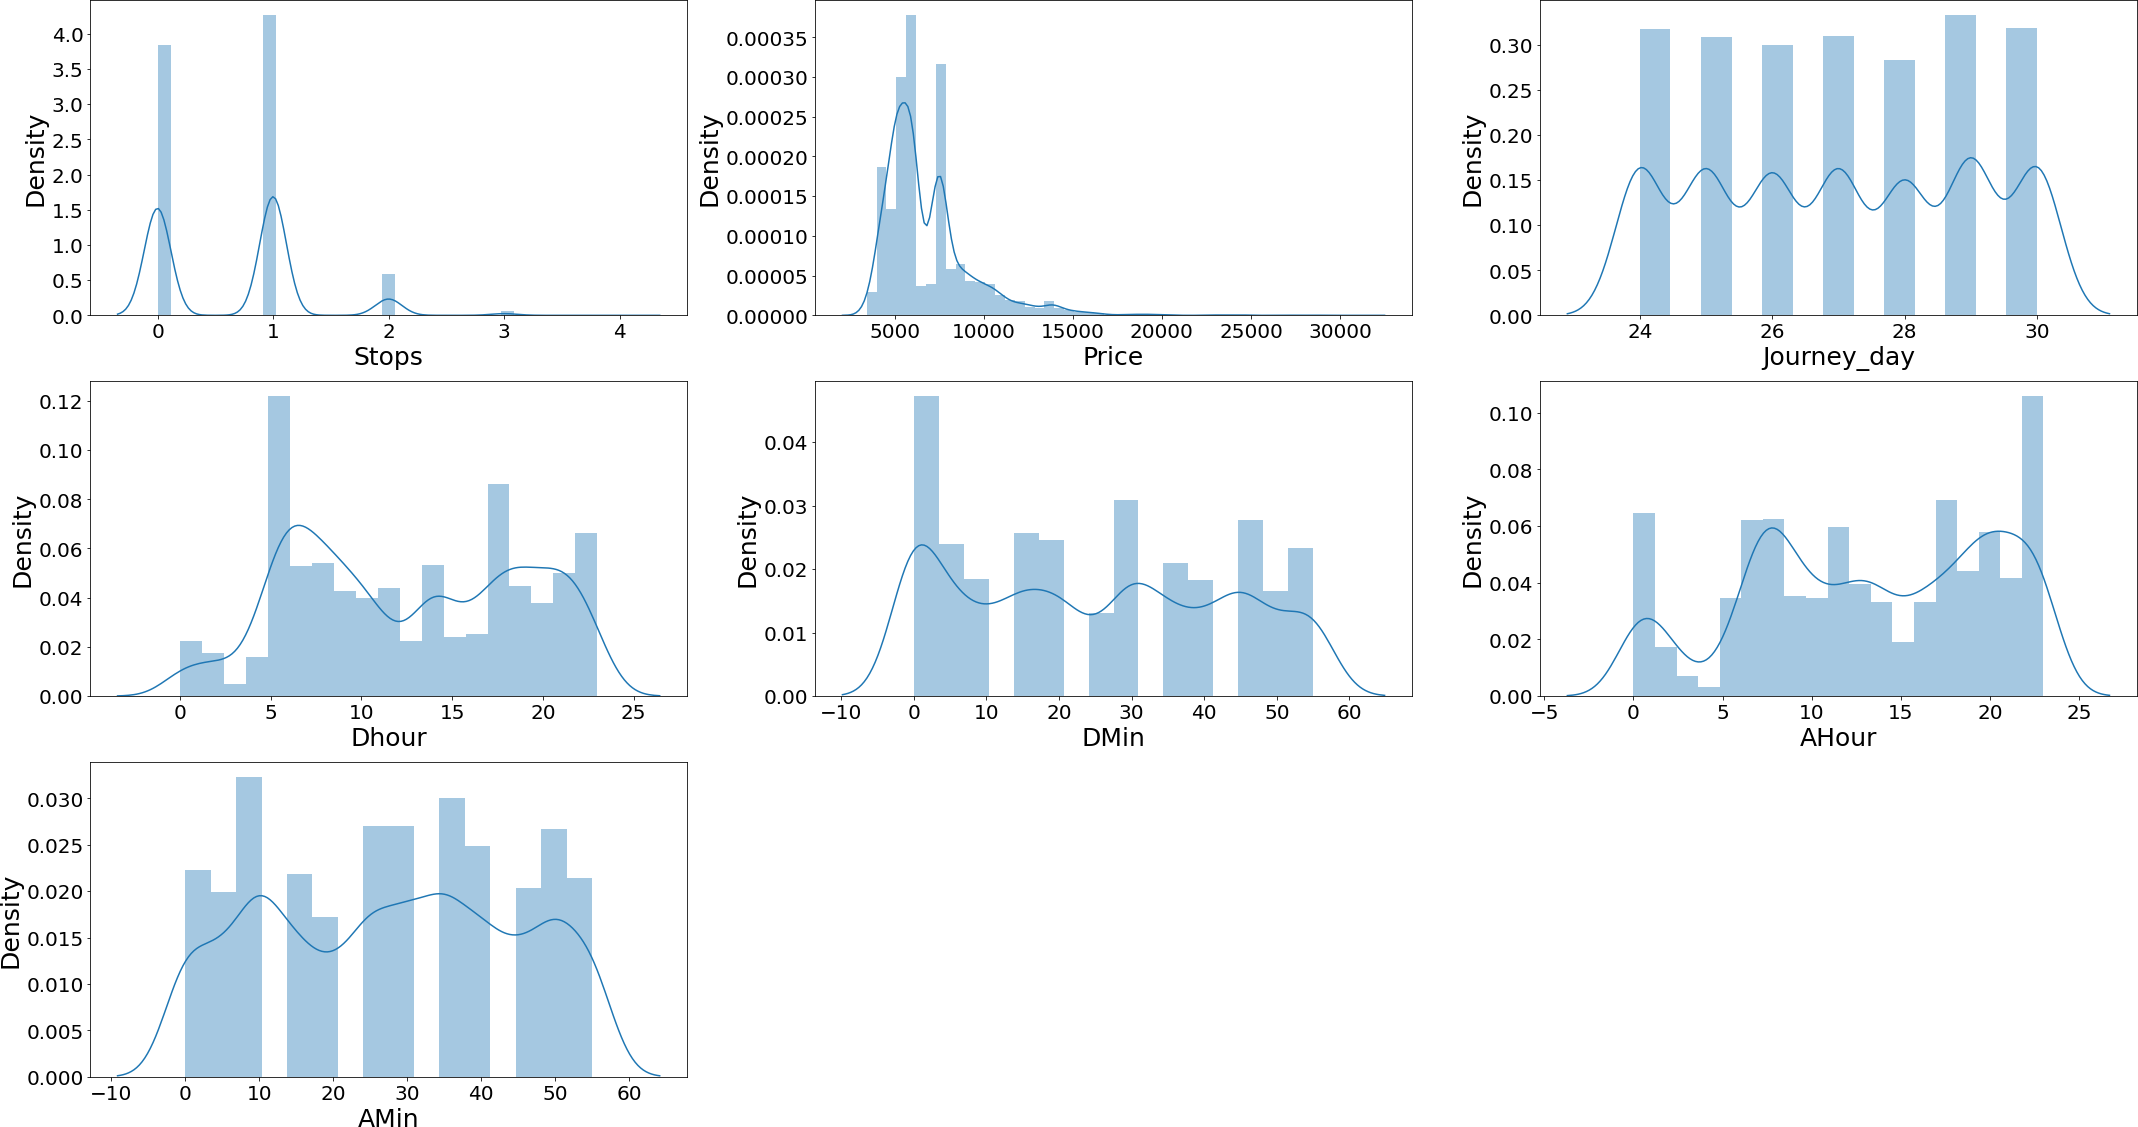 Density
4.0
3.5
3.0
2.5
2.0
1.5
1.0
0.5
0.0
0 1 2 3 4
Stops
Density
0.00035
0.00030
0.00025
0.00020
0.00015
0.00010
0.00005
0.00000
5000 10000 15000 20000 25000 30000
Price
Density
0.30
0.25
0.20
0.15
0.10
0.05
0.00
24 26 28 30
Journey_day
Density
0.12
0.10
0.08
0.06
0.04
0.02
0.00
0 5 10 15 20 25
Dhour
Density
0.04
0.03
0.02
0.01
0.00
−10 0 10 20 30 40 50 60
DMin
Density
0.10
0.08
0.06
0.04
0.02
0.00
−5 0 5 10 15 20 25
AHour
Density
0.030
0.025
0.020
0.015
0.010
0.005
0.000
−10 0 10 20 30 40 50 60
AMin